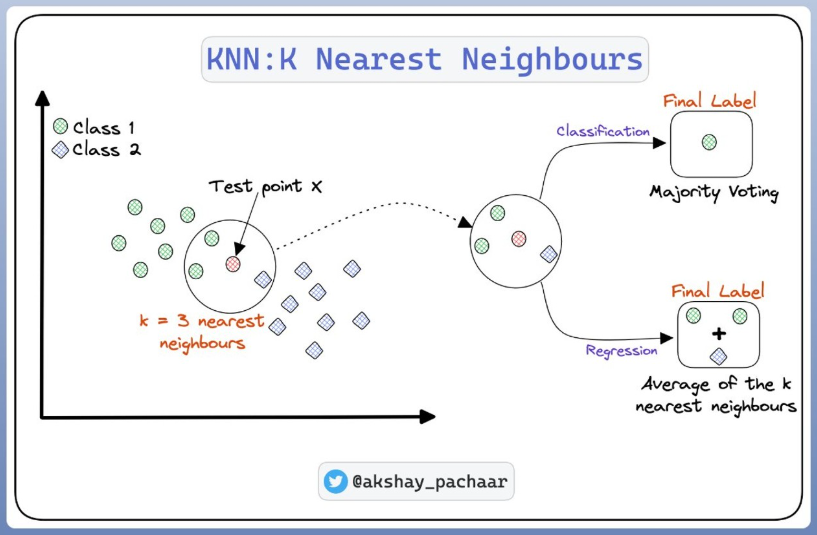 KNN:K Nearest Neighbours
Class 1
Class 2
Test point X
k = 3 nearest
neighbours
Classification
Final Label
Majority Voting
Regression
Final Label
+
Average of the k
nearest neighbours
@akshay_pachaar